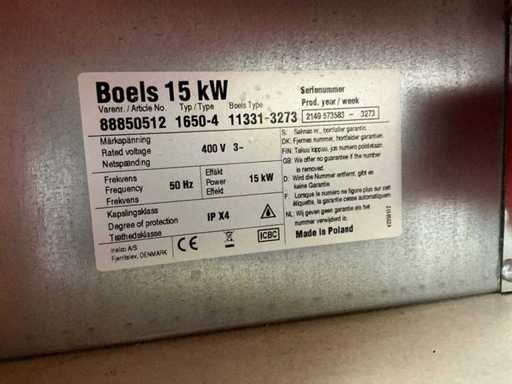 Boels 15 kW
Varenr./Article No. Typ/Type Boels Type
88850512 1650-4 11331-3273
Märkspänning
Rated voltage 400 V 3~
Netspænding
Frekvens
Frequency 50 Hz
Frekvens
Effekt
Power 15 kW
Effekt
Kapslingsklass
Degree of protection IP X4
Tæthedsklasse
A/S
Fjerritslev, DENMARK
CE
ICBC
Serienummer
Prod. year / week
2149 573583 - 3273
S: nr., bortfaller garantin.
DK: Fjernes nummer, bortfalder garantien.
FIN: Takuu loppuu, jos numero poistetaan.
GB: We offer no guarantee if the number
is removed.
D: Wird die Nummer entfernt, gibt es
keine Garantie.
F: Lorsque le numéro ne figure plus sur cette
étiquette, la garantie cesse automatiquement
NL: Wij geven geen garantie als het
nummer verwijderd is.
Made in Poland